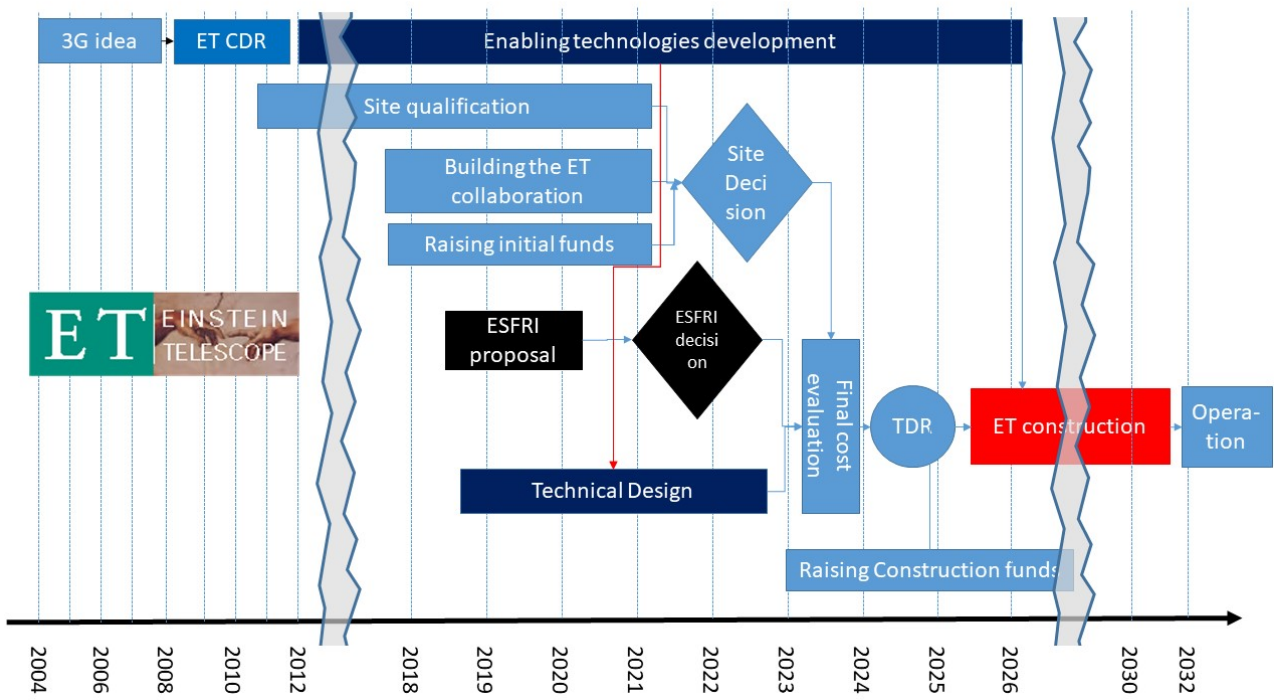 3G idea
ET CDR
Enabling technologies development
Site qualification
Building the ET
collaboration
Raising initial funds
Site
Deci
sion
ET
EINSTEIN
TELESCOPE
ESFRI
proposal
ESFRI
decisi
on
Final cost
evaluation
TDR
ET construction
Opera-
tion
Technical Design
Raising Construction funds
2004
2006
2008
2010
2012
2018
2019
2020
2021
2022
2023
2024
2025
2026
2030
2032